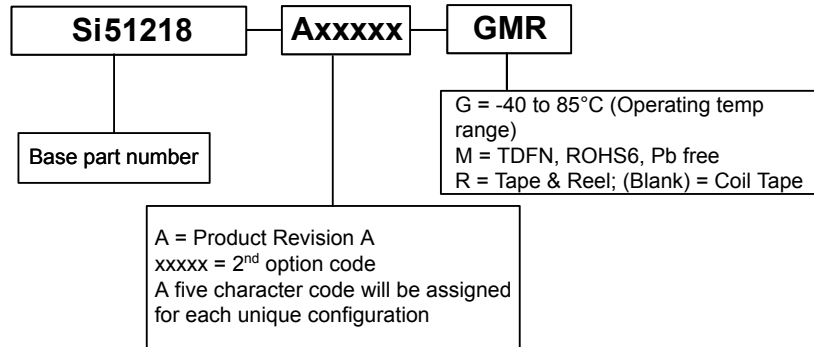 Si51218
Axxxxx
GMR
G = -40 to 85°C (Operating temp
range)
M = TDFN, ROHS6, Pb free
R = Tape & Reel; (Blank) = Coil Tape
Base part number
A = Product Revision A
xxxxx = 2nd option code
A five character code will be assigned
for each unique configuration